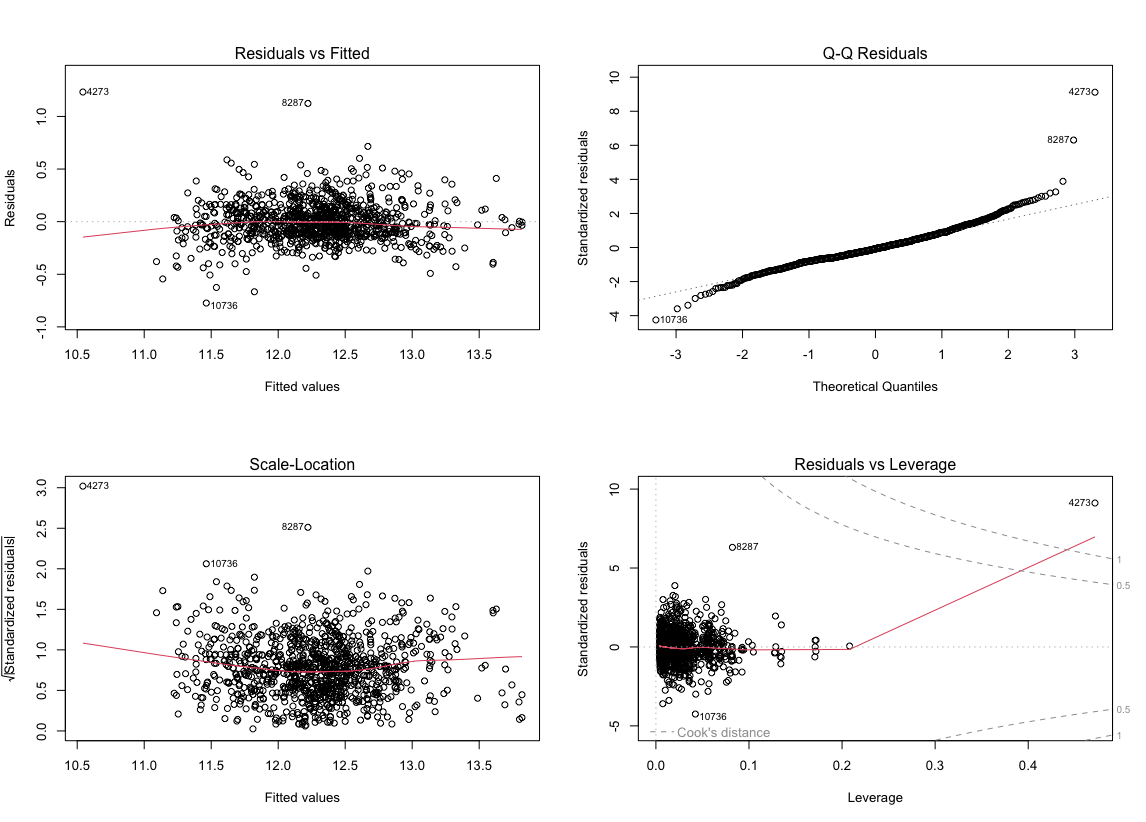 Residuals vs Fitted
Residuals
1.0
0.5
0.0
-0.5
-1.0
4273
8287
10736
10.5 11.0 11.5 12.0 12.5 13.0 13.5
Fitted values
Q-Q Residuals
Standardized residuals
10
8
6
4
2
0
-2
-4
4273
8287
10736
-3 -2 -1 0 1 2 3
Theoretical Quantiles
Scale-Location
√|Standardized residuals|
3.0
2.5
2.0
1.5
1.0
0.5
0.0
4273
8287
10736
10.5 11.0 11.5 12.0 12.5 13.0 13.5
Fitted values
Residuals vs Leverage
Standardized residuals
10
5
0
-5
4273
8287
10736
1
0.5
0.5
1
Cook's distance
0.0 0.1 0.2 0.3 0.4
Leverage